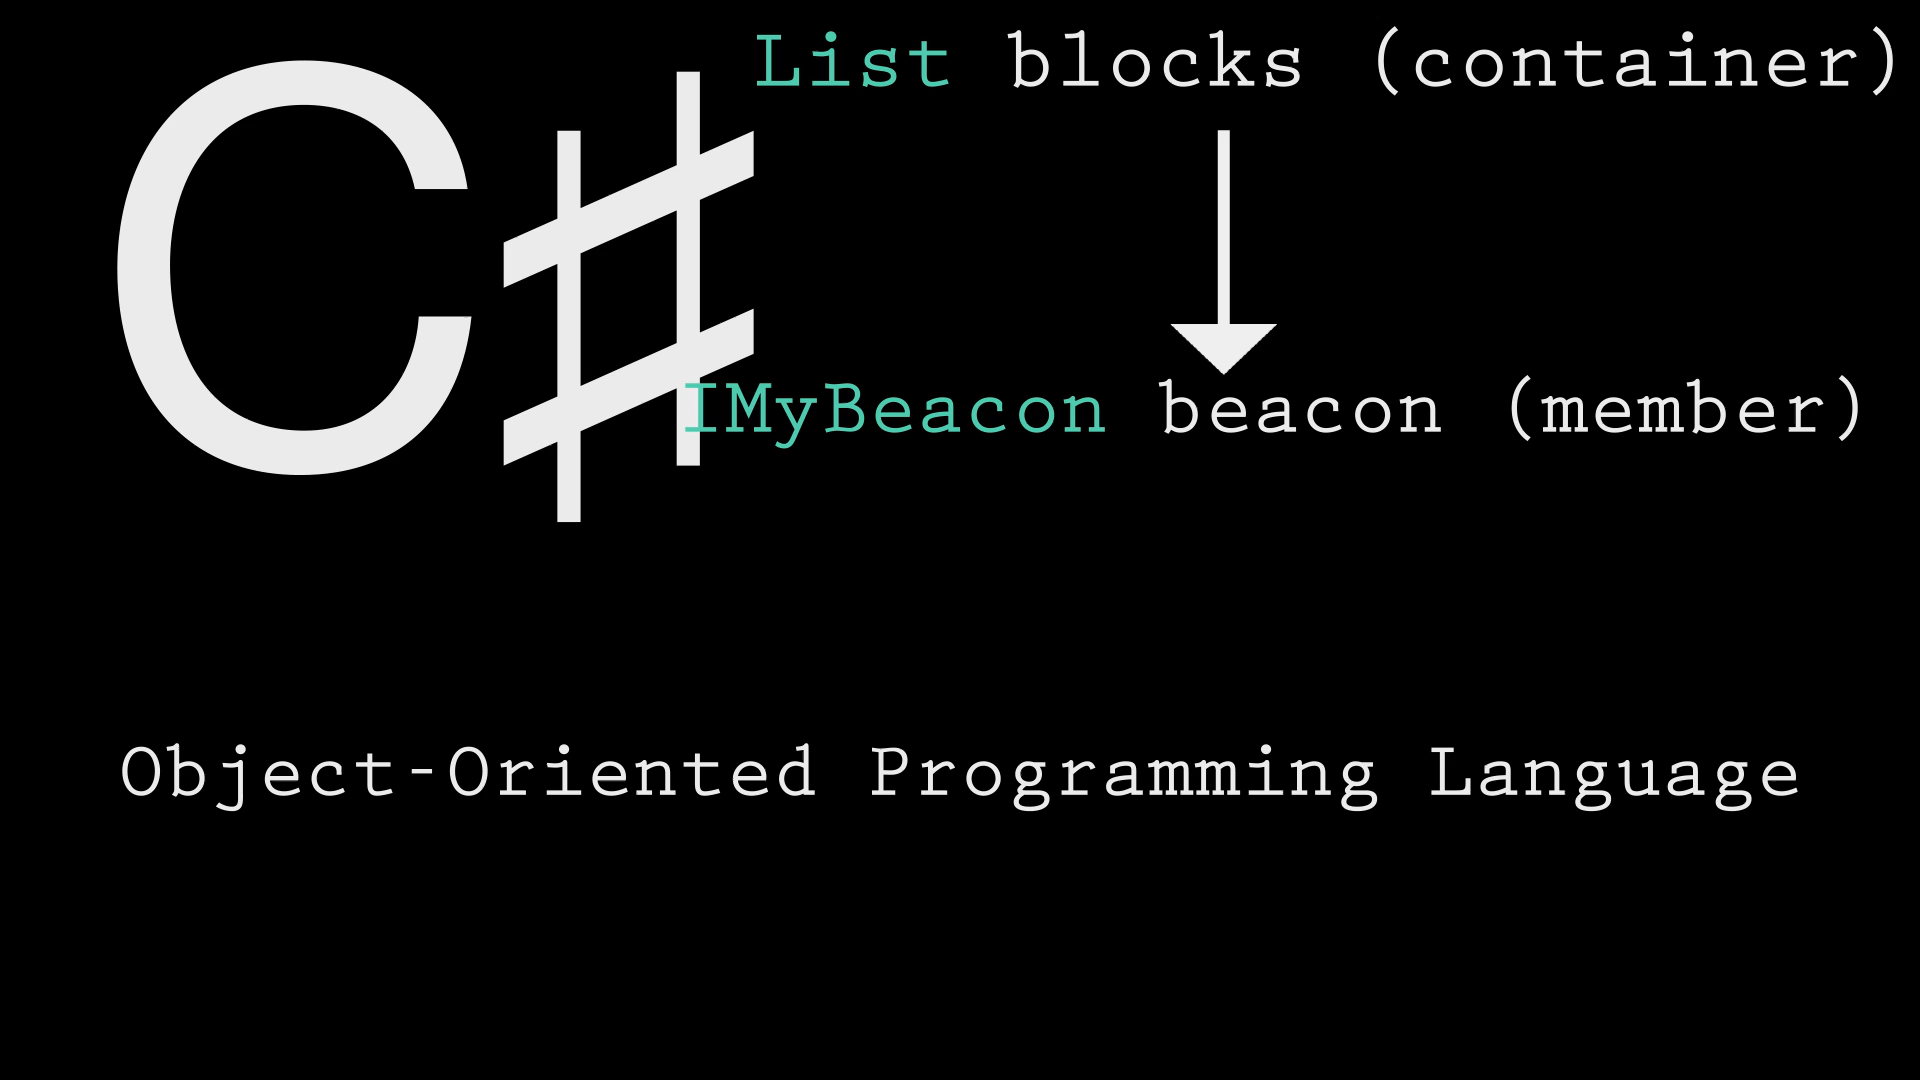 C♯
List blocks (container)
IMyBeacon beacon (member)
Object-Oriented Programming Language